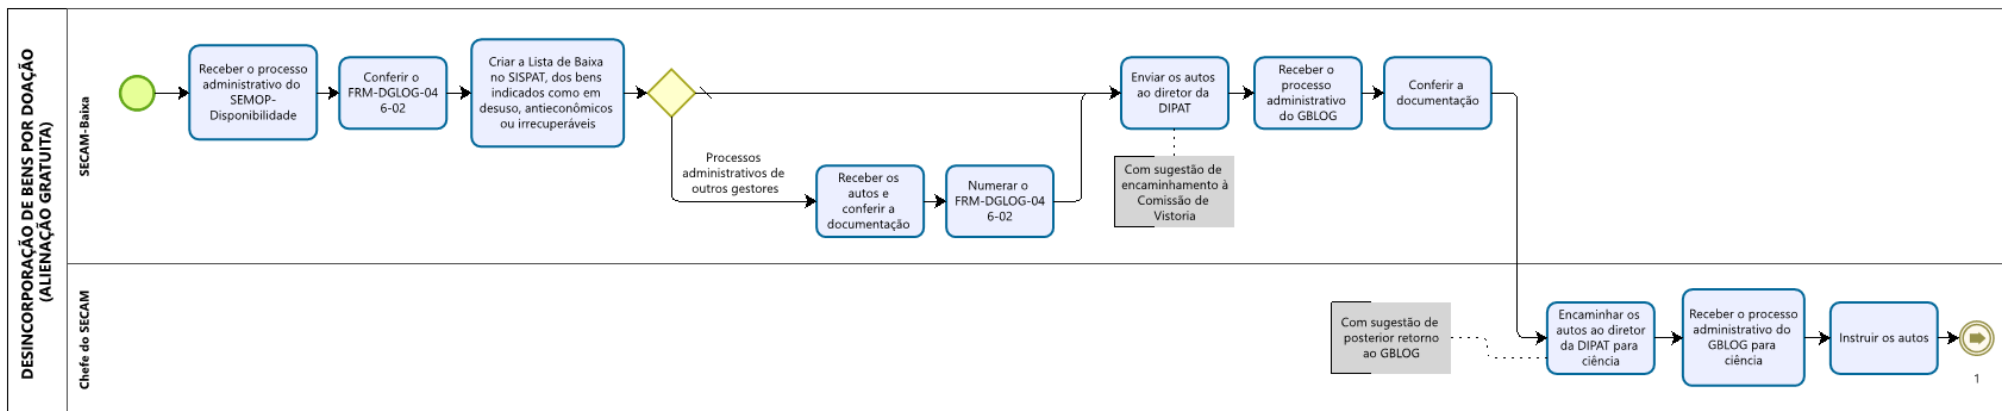 DESINCORPORAÇÃO DE BENS POR DOAÇÃO
(ALIENAÇÃO GRATUITA)
SECAM-Baixa
Receber o processo
administrativo do
SEMOP-
Disponibilidade
Conferir o
FRM-DGLOG-04
6-02
Criar a Lista de Baixa
no SISPAT, dos bens
indicados como em
desuso, antieconômicos
ou irrecuperáveis
Processos
administrativos de
outros gestores
Receber os
autos e
conferir a
documentação
Numerar o
FRM-DGLOG-04
6-02
Enviar os autos
ao diretor da
DIPAT
Com sugestão de
encaminhamento à
Comissão de
Vistoria
Receber o
processo
administrativo
do GBLOG
Conferir a
documentação
Chefe do SECAM
Com sugestão de
posterior retorno
ao GBLOG
Encaminhar os
autos ao diretor
da DIPAT para
ciência
Receber o processo
administrativo do
GBLOG para
ciência
Instruir os autos
1